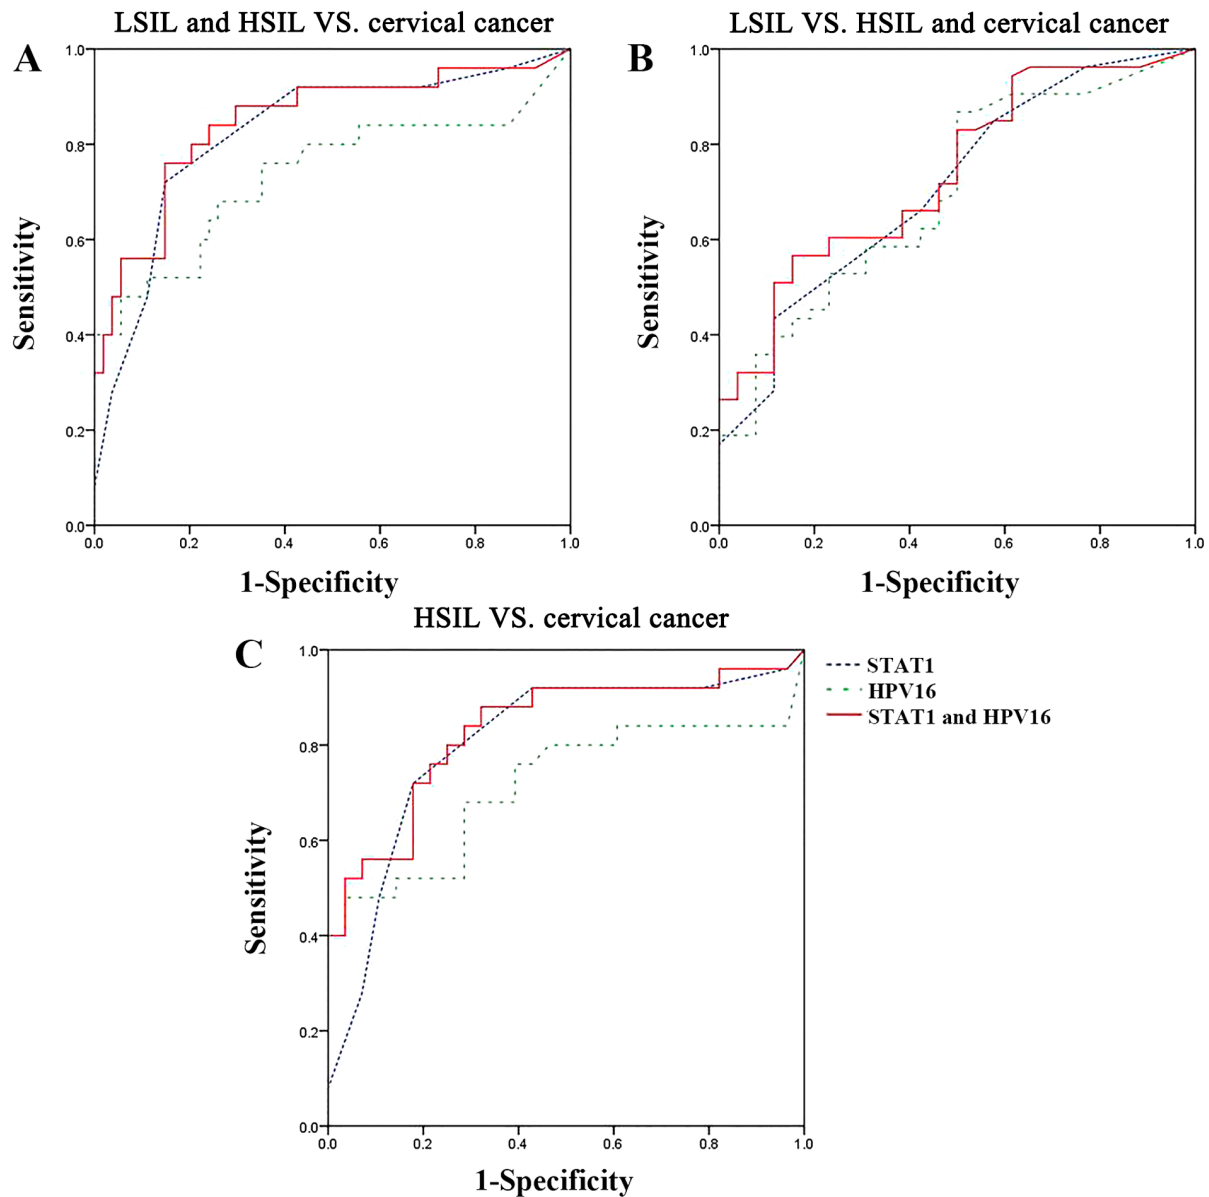 LSIL and HSIL VS. cervical cancer
A
1.0
0.8
0.6
0.4
0.2
0.0
Sensitivity
0.0 0.2 0.4 0.6 0.8 1.0
1-Specificity
LSIL VS. HSIL and cervical cancer
B
1.0
0.8
0.6
0.4
0.2
0.0
Sensitivity
0.0 0.2 0.4 0.6 0.8 1.0
1-Specificity
HSIL VS. cervical cancer
C
1.0
0.8
0.6
0.4
0.2
0.0
Sensitivity
0.0 0.2 0.4 0.6 0.8 1.0
1-Specificity
STAT1
HPV16
STAT1 and HPV16